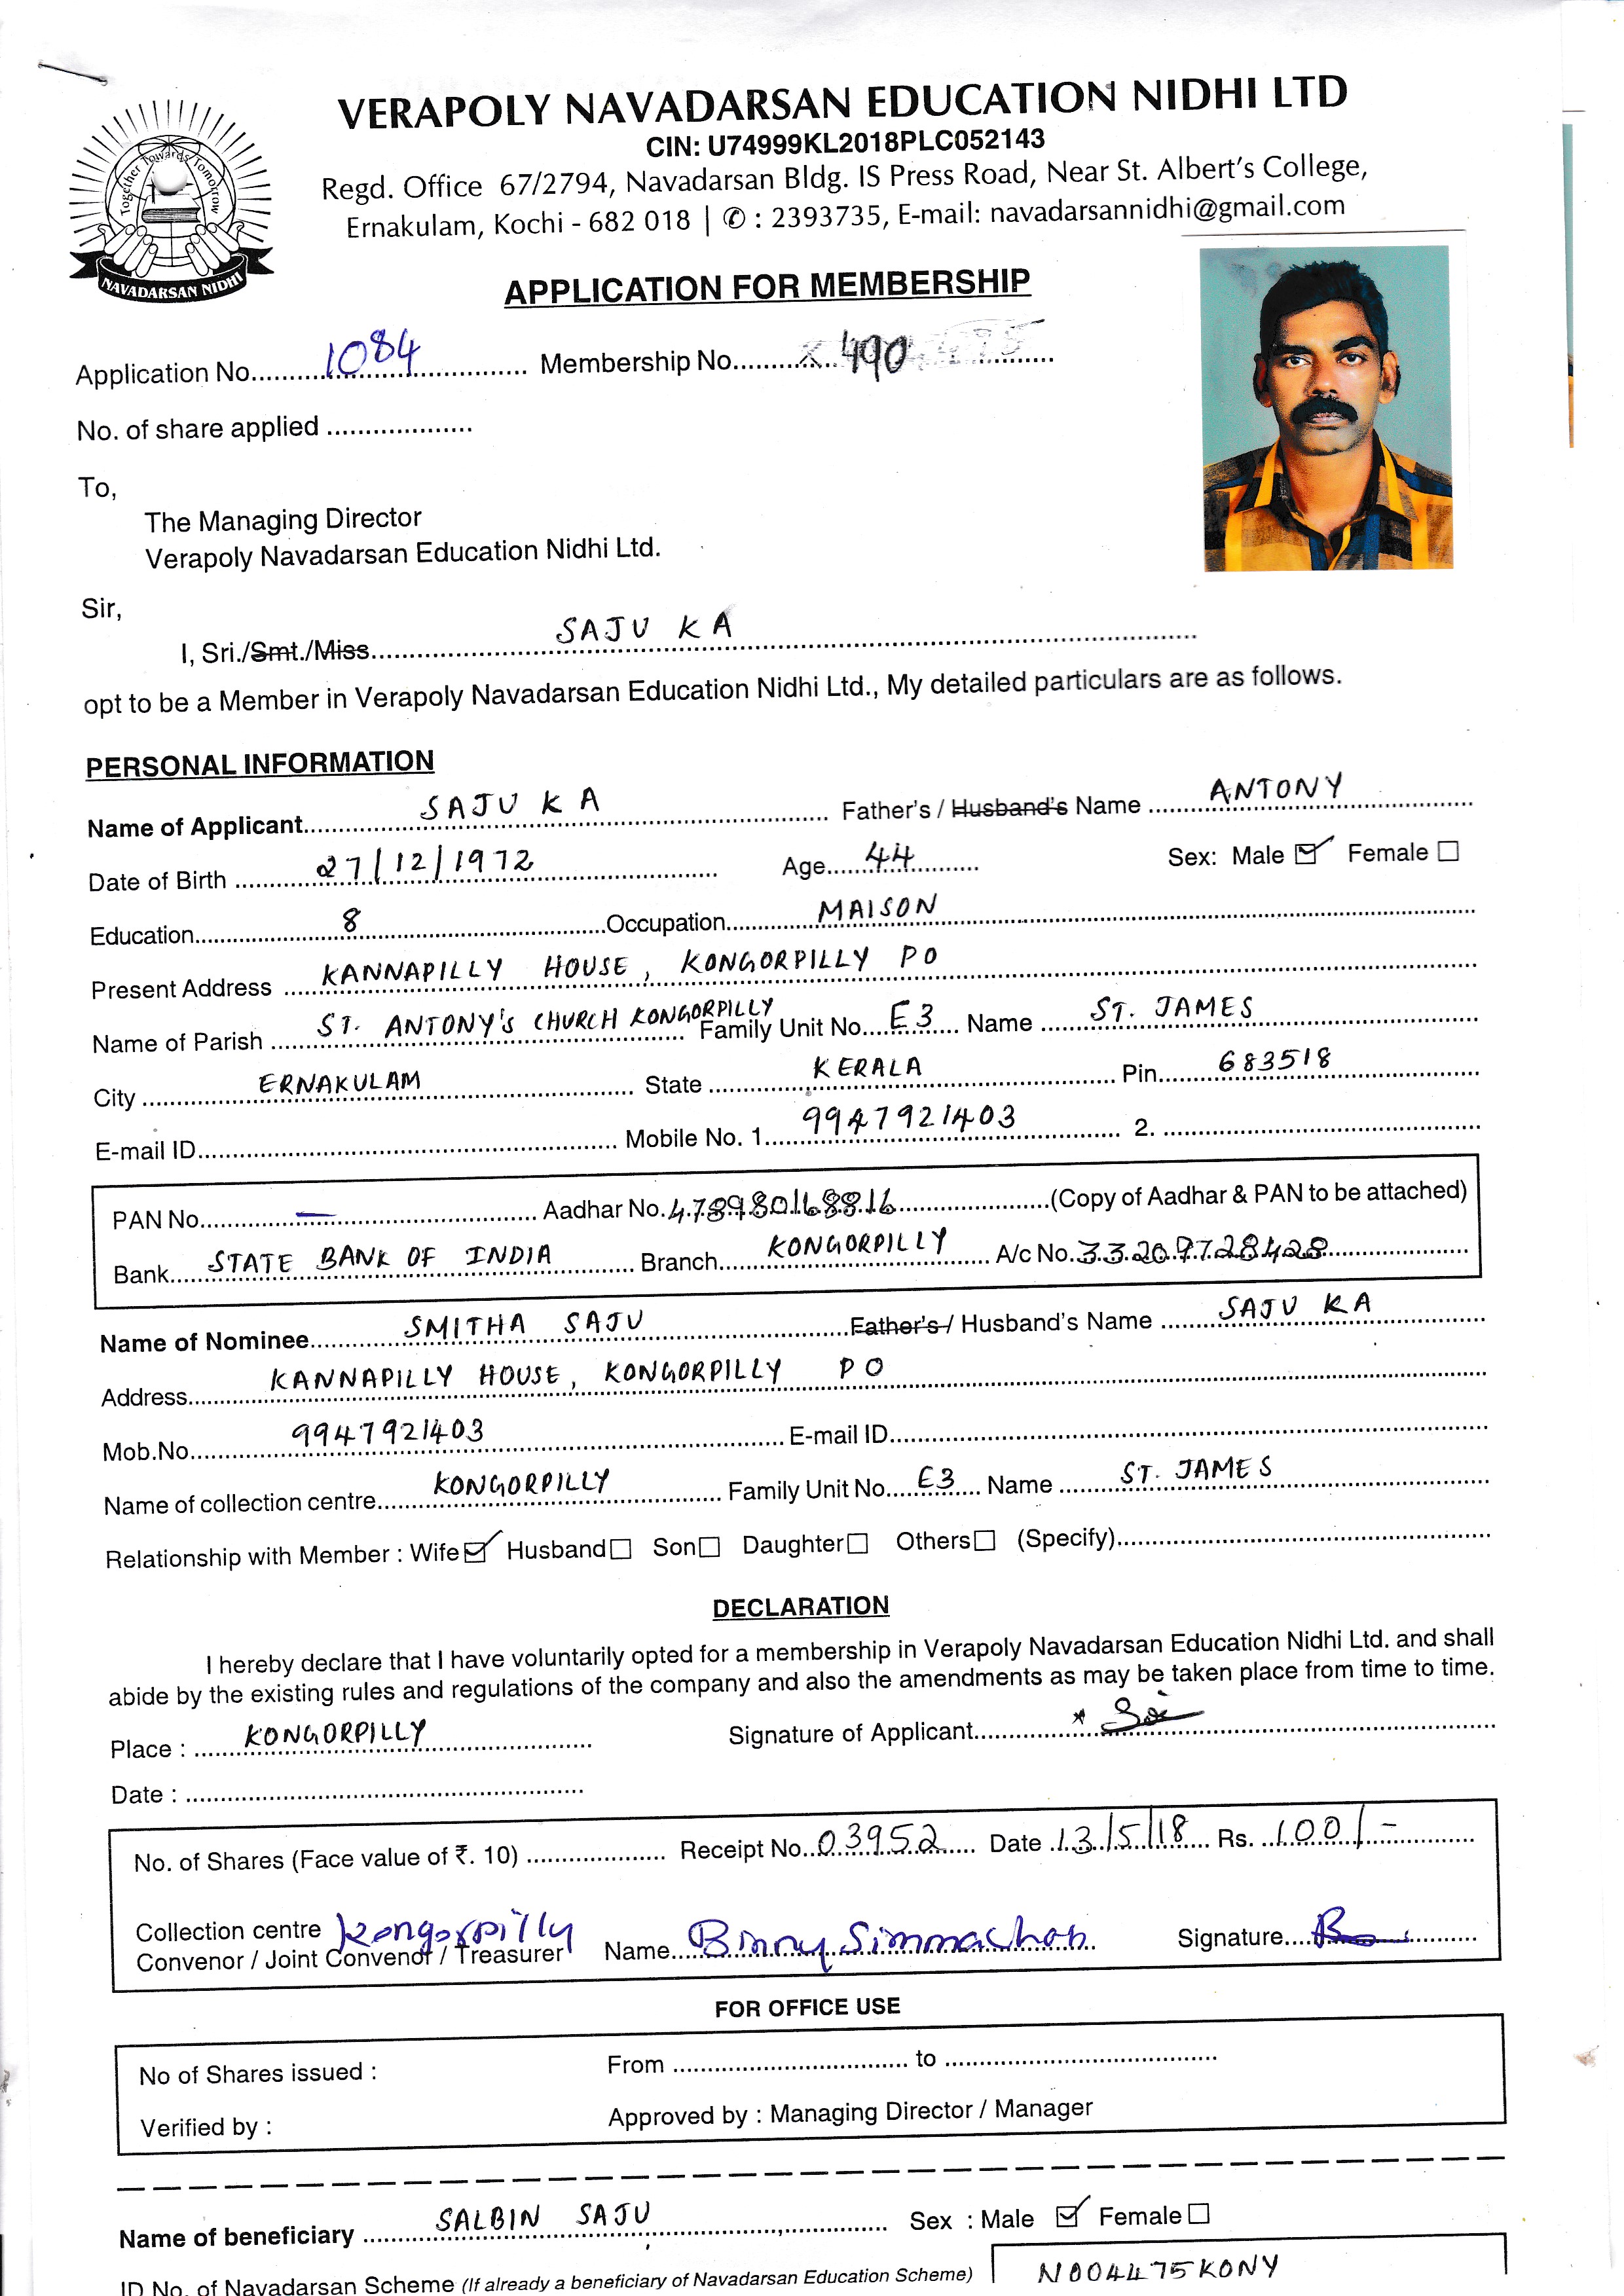 VERAPOLY NAVADARSAN EDUCATION NIDHI LTD
CIN: U74999KL2018PLC052143
Regd. Office 67/2794, Navadarsan Bldg. IS Press Road, Near St. Albert's College,
Ernakulam, Kochi - 682 018 | ✆ : 2393735, E-mail: navadarsannidhi@gmail.com
Together Towards Tomorrow
NAVADARSAN NIDHI
APPLICATION FOR MEMBERSHIP
Application No. 1084 Membership No. 490
No. of share applied
To,
The Managing Director
Verapoly Navadarsan Education Nidhi Ltd.
Sir,
I, Sri./Smt./Miss SAJU K A
opt to be a Member in Verapoly Navadarsan Education Nidhi Ltd., My detailed particulars are as follows.
PERSONAL INFORMATION
Name of Applicant SAJU K A Father's / Husband's Name ANTONY
Date of Birth 27/12/1972 Age 44 Sex: Male ☑ Female ☐
Education 8 Occupation MAISON
Present Address KANNAPILLY HOUSE, KONGORPILLY PO
Name of Parish ST. ANTONY'S CHURCH KONGORPILLY Family Unit No. E3 Name ST. JAMES
City ERNAKULAM State KERALA Pin 683518
E-mail ID Mobile No. 1. 9947921403 2.
PAN No. — Aadhar No. 478980168816 (Copy of Aadhar & PAN to be attached)
Bank STATE BANK OF INDIA Branch KONGORPILLY A/c No. 33209728428
Name of Nominee SMITHA SAJU Father's / Husband's Name SAJU K A
Address KANNAPILLY HOUSE, KONGORPILLY PO
Mob.No. 9947921403 E-mail ID
Name of collection centre KONGORPILLY Family Unit No. E3 Name ST. JAMES
Relationship with Member : Wife ☑ Husband ☐ Son ☐ Daughter ☐ Others ☐ (Specify)
DECLARATION
I hereby declare that I have voluntarily opted for a membership in Verapoly Navadarsan Education Nidhi Ltd. and shall
abide by the existing rules and regulations of the company and also the amendments as may be taken place from time to time.
Place : KONGORPILLY Signature of Applicant
Date :
No. of Shares (Face value of ₹. 10) Receipt No. 03952 Date 13/5/18 Rs. 100/-
Collection centre Kongorpilly
Convenor / Joint Convenor / Treasurer Name Binny Signature
FOR OFFICE USE
No of Shares issued : From to
Verified by : Approved by : Managing Director / Manager
Name of beneficiary SALBIN SAJU Sex : Male ☑ Female ☐
ID No. of Navadarsan Scheme (If already a beneficiary of Navadarsan Education Scheme) N004475KONY